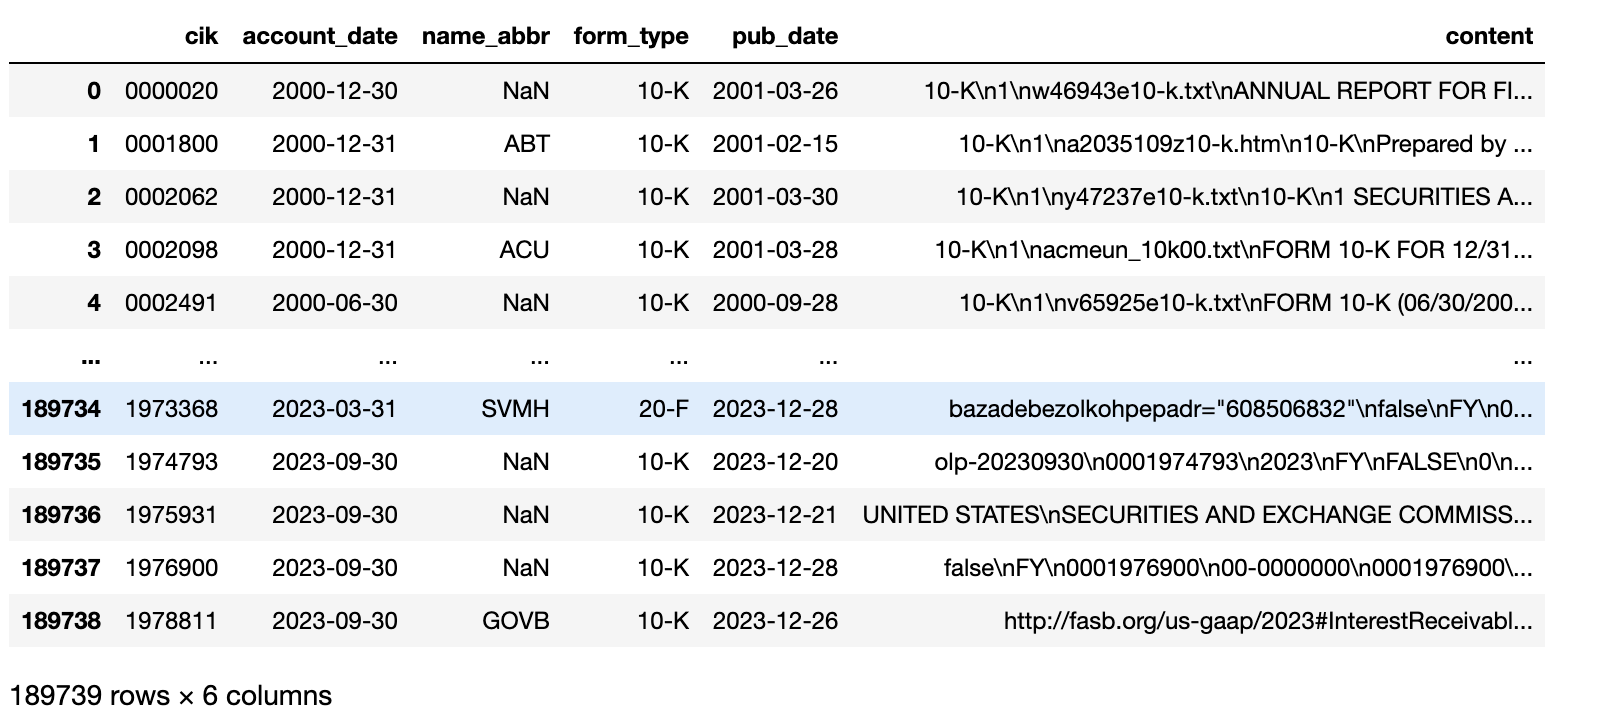 cik account_date name_abbr form_type pub_date content
0 0000020 2000-12-30 NaN 10-K 2001-03-26 10-K\n1\nw46943e10-k.txt\nANNUAL REPORT FOR FI...
1 0001800 2000-12-31 ABT 10-K 2001-02-15 10-K\n1\na2035109z10-k.htm\n10-K\nPrepared by ...
2 0002062 2000-12-31 NaN 10-K 2001-03-30 10-K\n1\ny47237e10-k.txt\n10-K\n1 SECURITIES A...
3 0002098 2000-12-31 ACU 10-K 2001-03-28 10-K\n1\nacmeun_10k00.txt\nFORM 10-K FOR 12/31...
4 0002491 2000-06-30 NaN 10-K 2000-09-28 10-K\n1\nv65925e10-k.txt\nFORM 10-K (06/30/200...
... ... ... ... ... ... ...
189734 1973368 2023-03-31 SVMH 20-F 2023-12-28 bazadebezolkohpepadr="608506832"\nfalse\nFY\n0...
189735 1974793 2023-09-30 NaN 10-K 2023-12-20 olp-20230930\n0001974793\n2023\nFY\nFALSE\n0\n...
189736 1975931 2023-09-30 NaN 10-K 2023-12-21 UNITED STATES\nSECURITIES AND EXCHANGE COMMISS...
189737 1976900 2023-09-30 NaN 10-K 2023-12-28 false\nFY\n0001976900\n00-0000000\n0001976900\...
189738 1978811 2023-09-30 GOVB 10-K 2023-12-26 http://fasb.org/us-gaap/2023#InterestReceivabl...
189739 rows × 6 columns